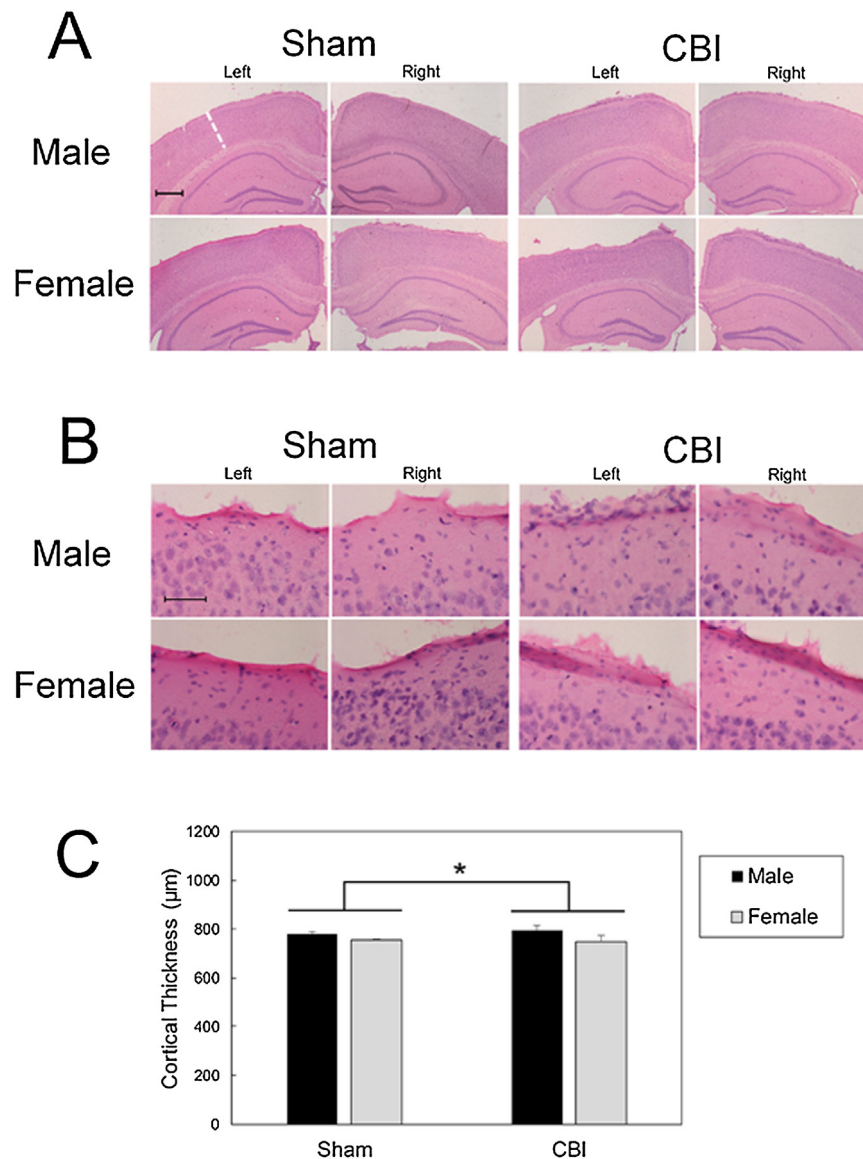 A
Sham CBI
Left Right Left Right
Male
Female
B
Sham CBI
Left Right Left Right
Male
Female
C
Cortical Thickness (μm)
1200
1000
800
600
400
200
0
*
Sham CBI
Male
Female